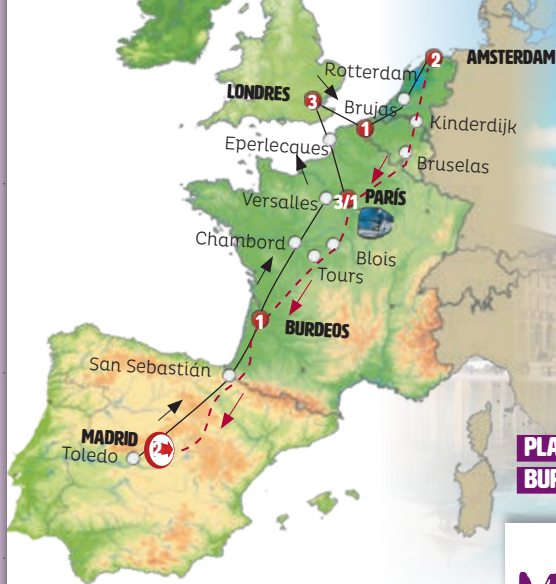 2
AMSTERDAM
Rotterdam
LONDRES
3
Brujas
1
Kinderdijk
Eperlecques
Bruselas
Versalles
3/1
PARÍS
Chambord
Blois
Tours
1
BURDEOS
San Sebastián
MADRID
2
Toledo
PLA
BUR